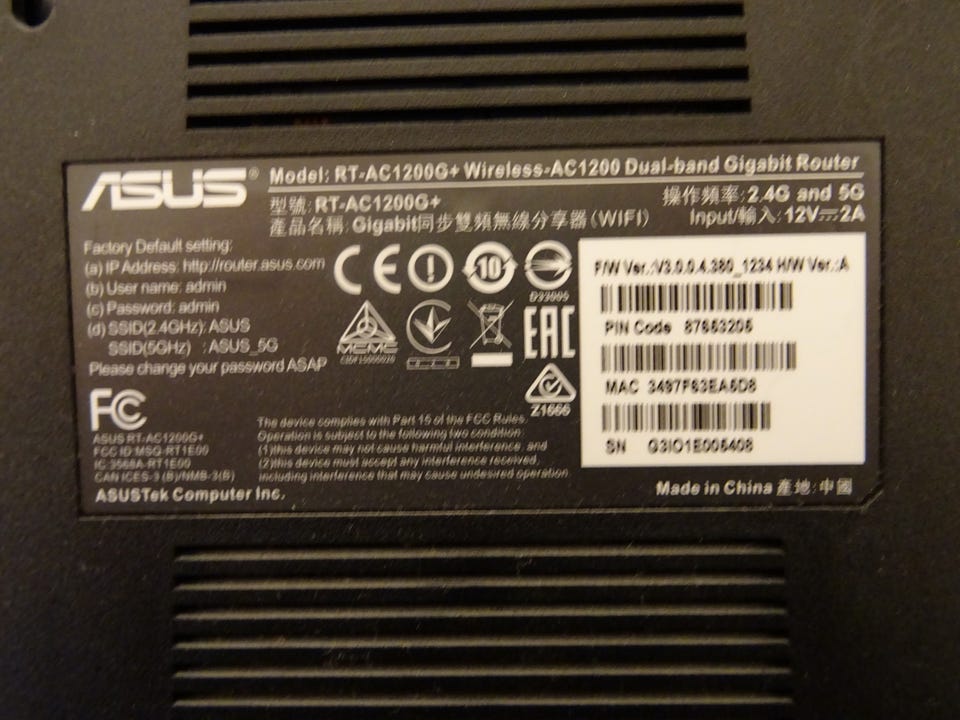 ASUS®
Model: RT-AC1200G+ Wireless-AC1200 Dual-band Gigabit Router
型號: RT-AC1200G+
操作頻率: 2.4G and 5G
產品名稱: Gigabit同步雙頻無線分享器(WIFI)
Input/輸入: 12V⎓2A
Factory Default setting:
(a) IP Address: http://router.asus.com
(b) User name: admin
(c) Password: admin
(d) SSID(2.4GHz): ASUS
SSID(5GHz) : ASUS_5G
Please change your password ASAP
CE
10
D33005
EAC
Z1666
F/W Ver.:V3.0.0.4.380_1234 H/W Ver.:A
PIN Code 87653205
MAC 3497F63EA6D8
SN G3IO1E005408
FC
ASUS RT-AC1200G+
FCC ID:MSQ-RT1E00
IC:3568A-RT1E00
CAN ICES-3 (B)/NMB-3(B)
ASUSTek Computer Inc.
The device complies with Part 15 of the FCC Rules.
Operation is subject to the following two condition:
(1)this device may not cause harmful interference, and
(2)this device must accept any interference received,
including interference that may cause undesired operation.
Made in China 產地:中國